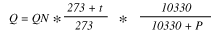 Q = QN * 273 + t / 273 * 10330 / 10330 + P